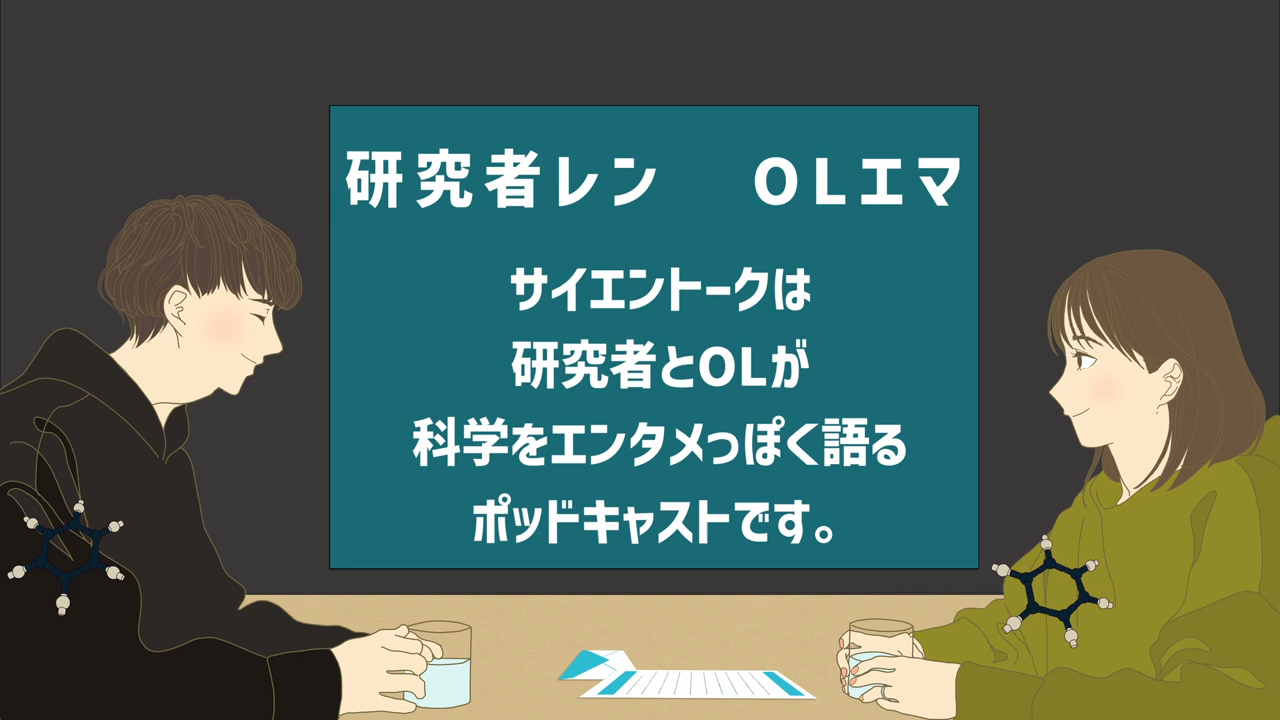 研究者レン OLエマ
サイエントークは
研究者とOLが
科学をエンタメっぽく語る
ポッドキャストです。